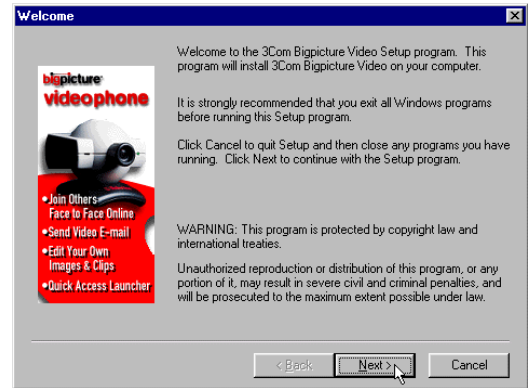 Welcome
bigpicture
videophone
•Join Others
Face to Face Online
•Send Video E-mail
•Edit Your Own
Images & Clips
•Quick Access Launcher
Welcome to the 3Com Bigpicture Video Setup program. This
program will install 3Com Bigpicture Video on your computer.
It is strongly recommended that you exit all Windows programs
before running this Setup program.
Click Cancel to quit Setup and then close any programs you have
running. Click Next to continue with the Setup program.
WARNING: This program is protected by copyright law and
international treaties.
Unauthorized reproduction or distribution of this program, or any
portion of it, may result in severe civil and criminal penalties, and
will be prosecuted to the maximum extent possible under law.
< Back
Next >
Cancel